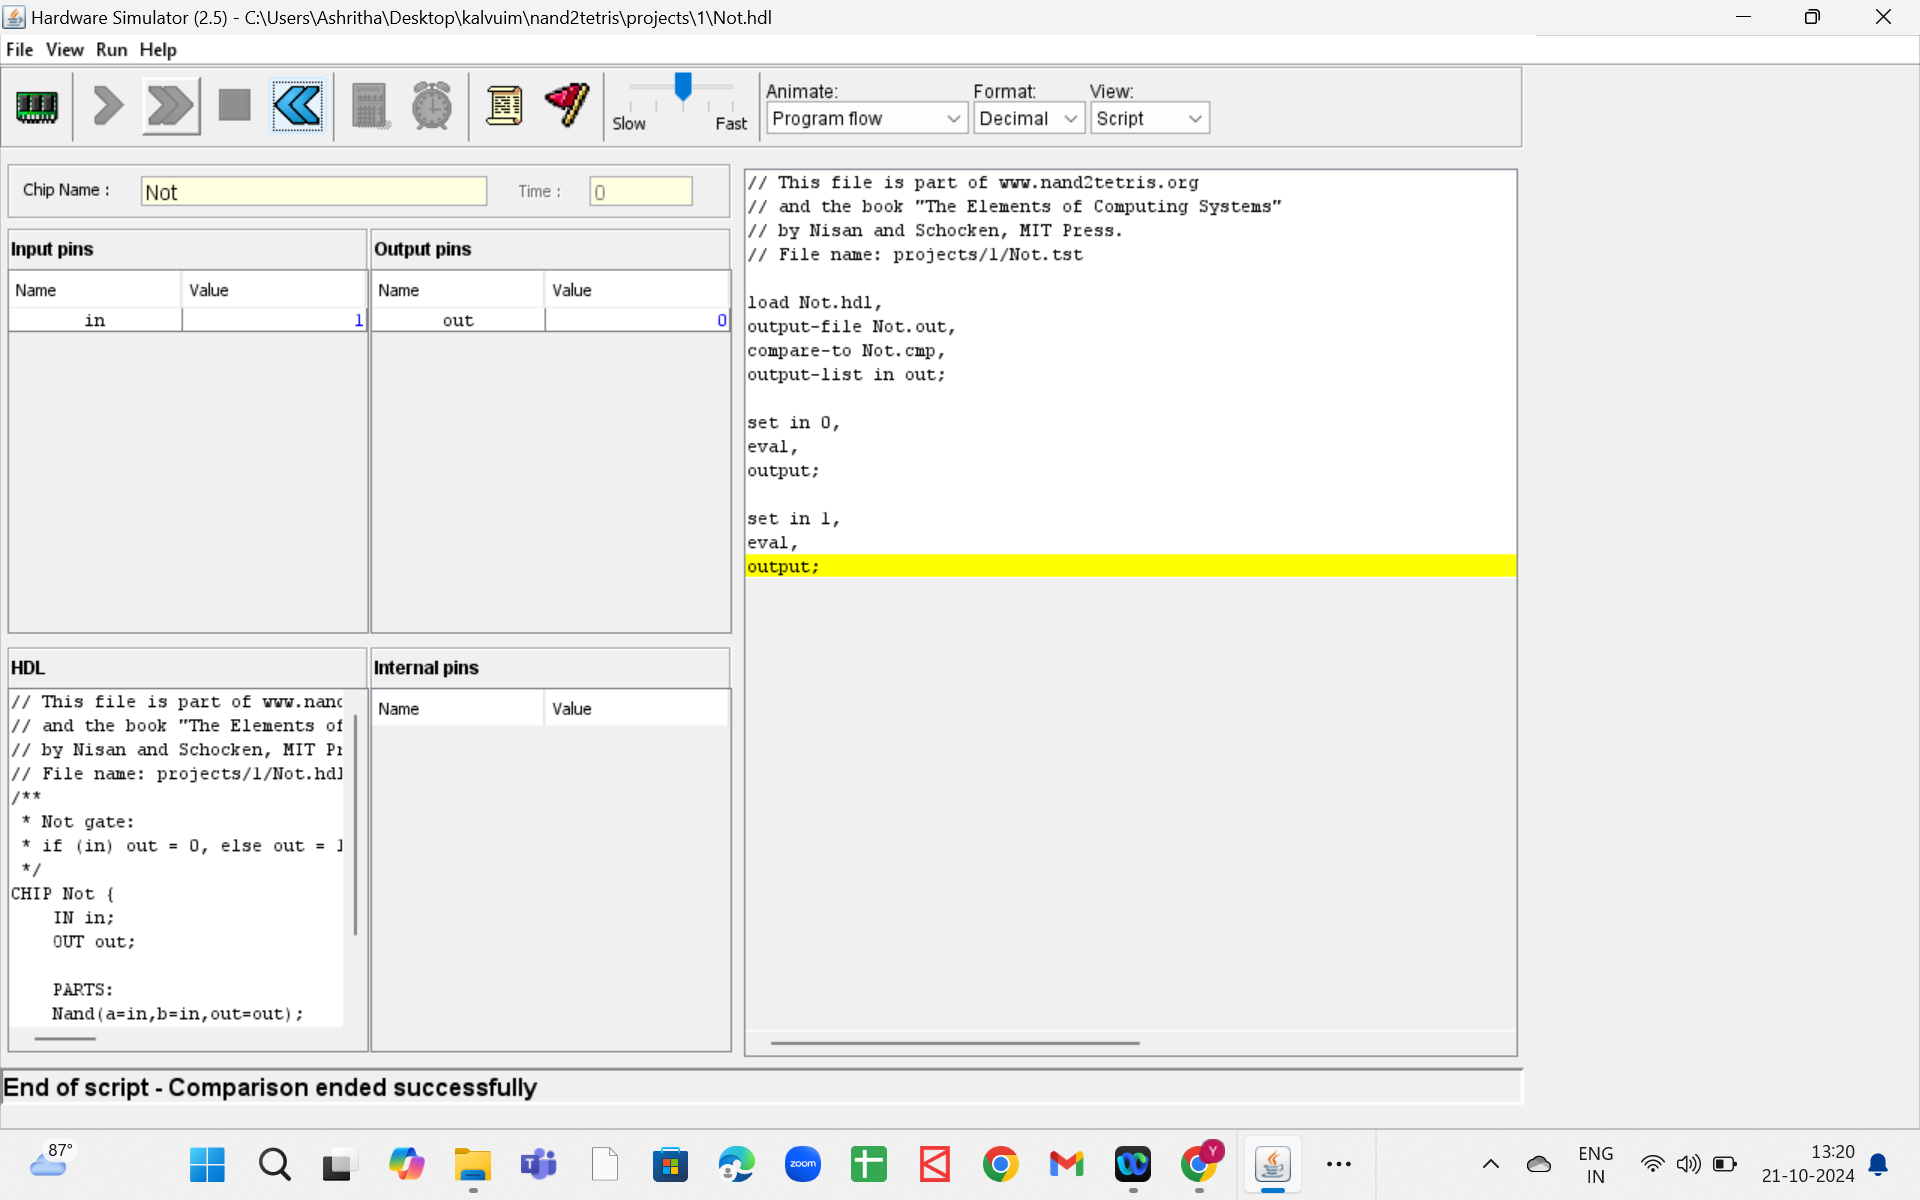 Hardware Simulator (2.5) - C:\Users\Ashritha\Desktop\kalvuim\nand2tetris\projects\1\Not.hdl
File View Run Help
Slow Fast
Animate: Format: View:
Program flow Decimal Script
Chip Name : Not Time : 0
Input pins
Name Value
in 1
Output pins
Name Value
out 0
// This file is part of www.nand2tetris.org
// and the book "The Elements of Computing Systems"
// by Nisan and Schocken, MIT Press.
// File name: projects/1/Not.tst
load Not.hdl,
output-file Not.out,
compare-to Not.cmp,
output-list in out;
set in 0,
eval,
output;
set in 1,
eval,
output;
HDL
// This file is part of www.nand
// and the book "The Elements of
// by Nisan and Schocken, MIT Pr
// File name: projects/1/Not.hdl
/**
* Not gate:
* if (in) out = 0, else out = 1
*/
CHIP Not {
IN in;
OUT out;
PARTS:
Nand(a=in,b=in,out=out);
Internal pins
Name Value
End of script - Comparison ended successfully
87°
zoom
Y
ENG
IN
13:20
21-10-2024